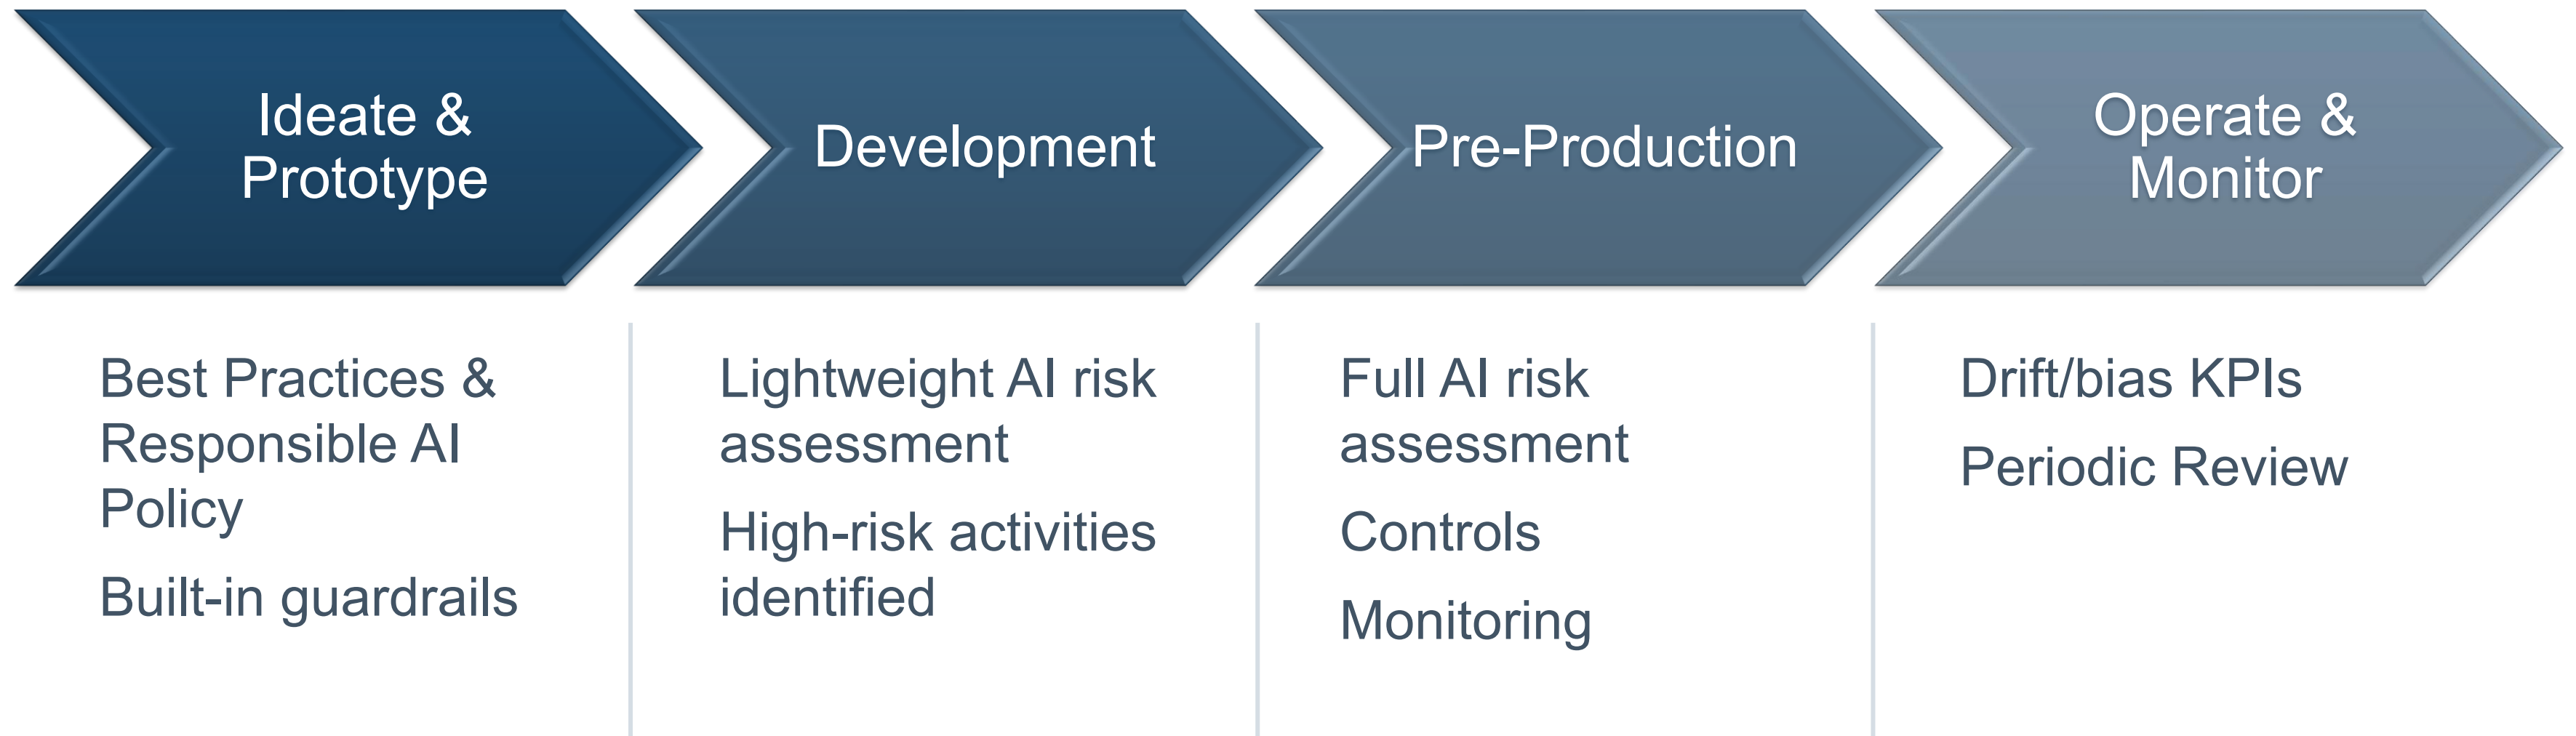 Ideate &
Prototype
Development
Pre-Production
Operate &
Monitor
Best Practices &
Responsible AI
Policy
Built-in guardrails
Lightweight AI risk
assessment
High-risk activities
identified
Full AI risk
assessment
Controls
Monitoring
Drift/bias KPIs
Periodic Review